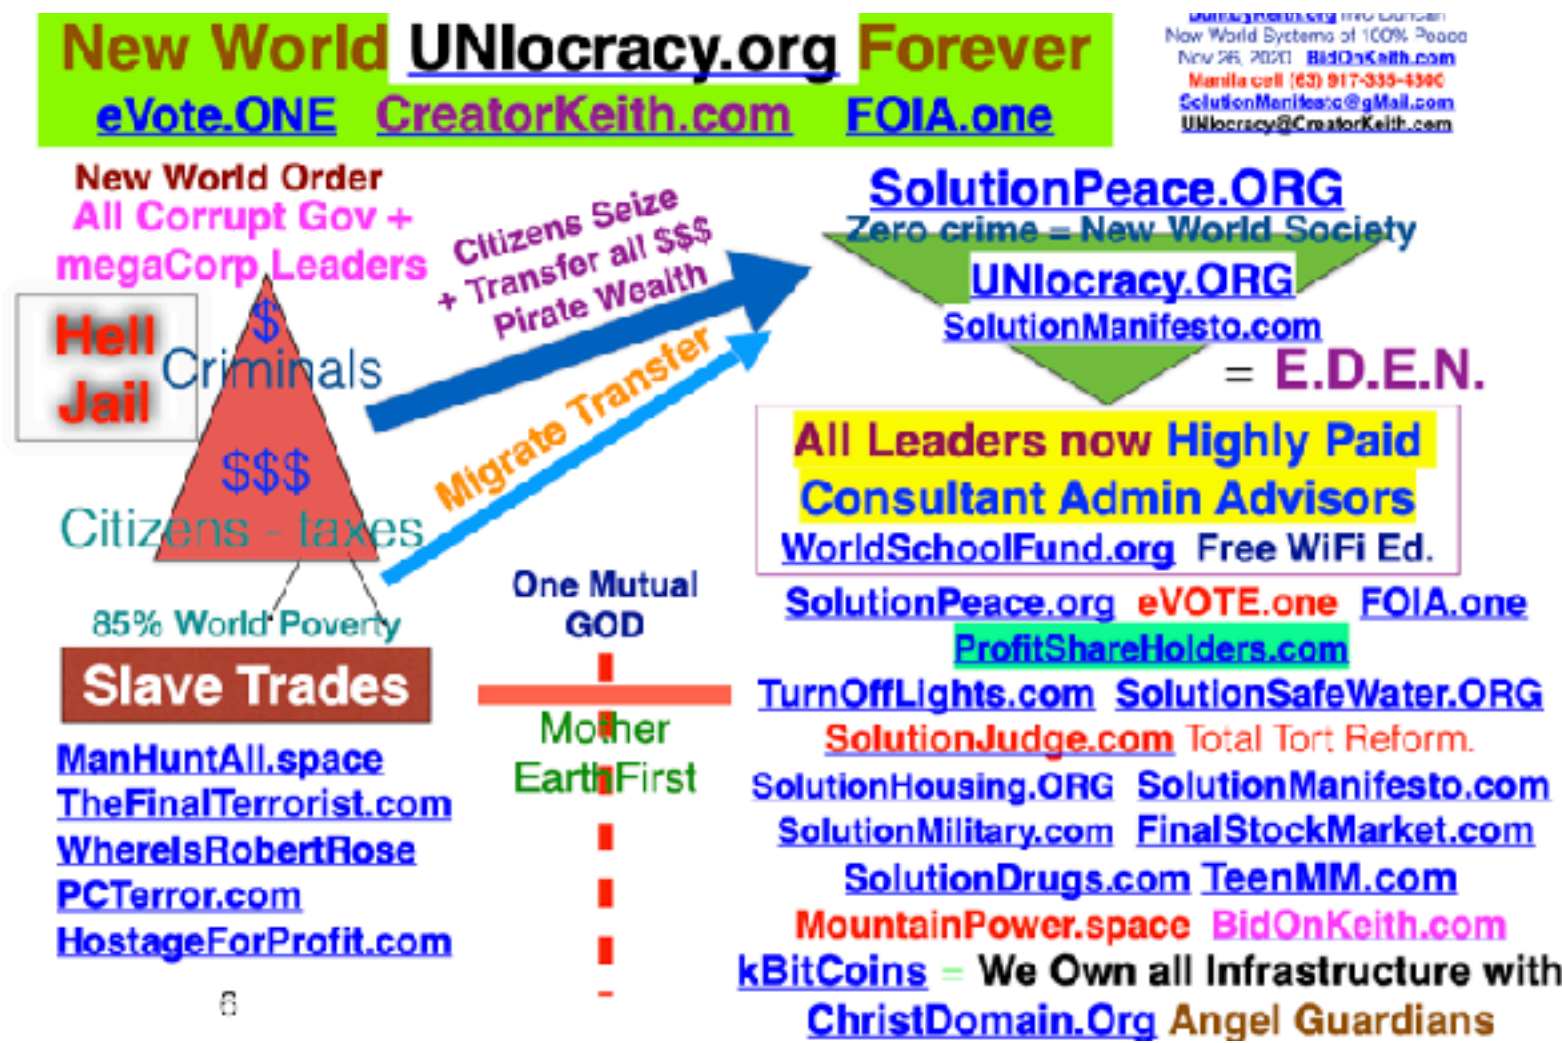 New World UNIocracy.org Forever
eVote.ONE CreatorKeith.com FOIA.one
New World Systems of 100% Peace
Nov 26, 2020 BidOnKeith.com
Manila cell (63) 917-335-4300
SolutionManifesto@gMail.com
UNIocracy@CreatorKeith.com
New World Order
All Corrupt Gov +
megaCorp Leaders
Hell
Jail
$
Criminals
$$$
Citizens - taxes
85% World Poverty
Slave Trades
ManHuntAll.space
TheFinalTerrorist.com
WhereIsRobertRose
PCTerror.com
HostageForProfit.com
6
Citizens Seize
+ Transfer all $$$
Pirate Wealth
Migrate Transfer
One Mutual
GOD
Mother
EarthFirst
SolutionPeace.ORG
Zero crime = New World Society
UNIocracy.ORG
SolutionManifesto.com
= E.D.E.N.
All Leaders now Highly Paid
Consultant Admin Advisors
WorldSchoolFund.org Free WiFi Ed.
SolutionPeace.org eVOTE.one FOIA.one
ProfitShareHolders.com
TurnOffLights.com SolutionSafeWater.ORG
SolutionJudge.com Total Tort Reform.
SolutionHousing.ORG SolutionManifesto.com
SolutionMilitary.com FinalStockMarket.com
SolutionDrugs.com TeenMM.com
MountainPower.space BidOnKeith.com
kBitCoins = We Own all Infrastructure with
ChristDomain.Org Angel Guardians